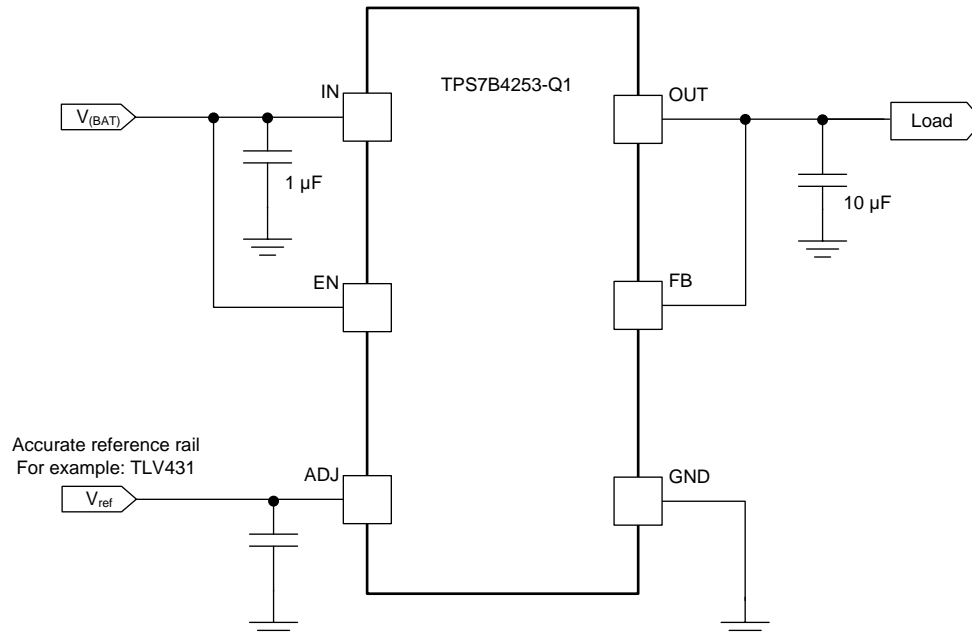 TPS7B4253-Q1
IN
OUT
V(BAT)
Load
1 µF
10 µF
EN
FB
Accurate reference rail
For example: TLV431
ADJ
GND
Vref